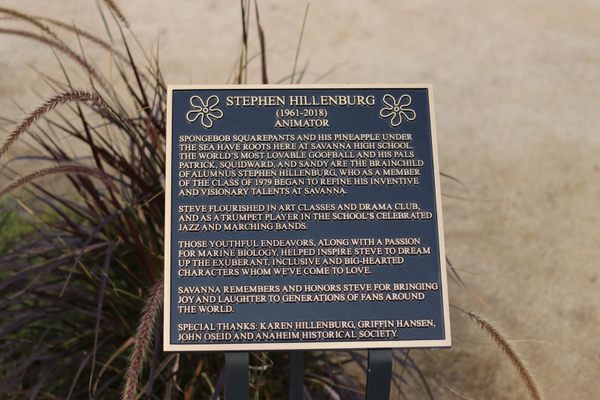 STEPHEN HILLENBURG
(1961-2018)
ANIMATOR
SPONGEBOB SQUAREPANTS AND HIS PINEAPPLE UNDER
THE SEA HAVE ROOTS HERE AT SAVANNA HIGH SCHOOL.
THE WORLD'S MOST LOVABLE GOOFBALL AND HIS PALS
PATRICK, SQUIDWARD, AND SANDY ARE THE BRAINCHILD
OF ALUMNUS STEPHEN HILLENBURG, WHO AS A MEMBER
OF THE CLASS OF 1979 BEGAN TO REFINE HIS INVENTIVE
AND VISIONARY TALENTS AT SAVANNA.
STEVE FLOURISHED IN ART CLASSES AND DRAMA CLUB,
AND AS A TRUMPET PLAYER IN THE SCHOOL'S CELEBRATED
JAZZ AND MARCHING BANDS.
THOSE YOUTHFUL ENDEAVORS, ALONG WITH A PASSION
FOR MARINE BIOLOGY, HELPED INSPIRE STEVE TO DREAM
UP THE EXUBERANT, INCLUSIVE AND BIG-HEARTED
CHARACTERS WHOM WE'VE COME TO LOVE.
SAVANNA REMEMBERS AND HONORS STEVE FOR BRINGING
JOY AND LAUGHTER TO GENERATIONS OF FANS AROUND
THE WORLD.
SPECIAL THANKS: KAREN HILLENBURG, GRIFFIN HANSEN,
JOHN OSEID AND ANAHEIM HISTORICAL SOCIETY.